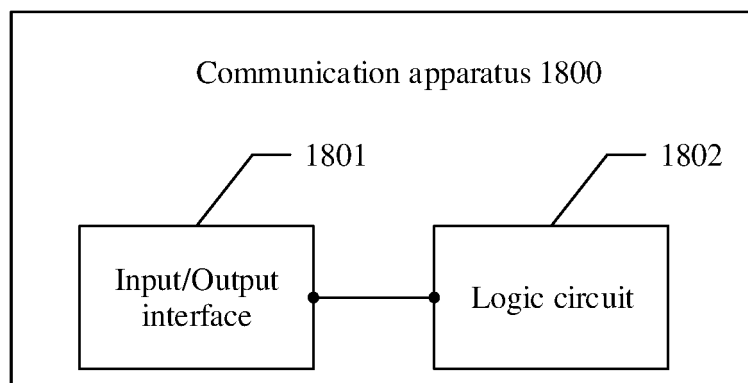 Communication apparatus 1800
1801
1802
Input/Output
interface
Logic circuit